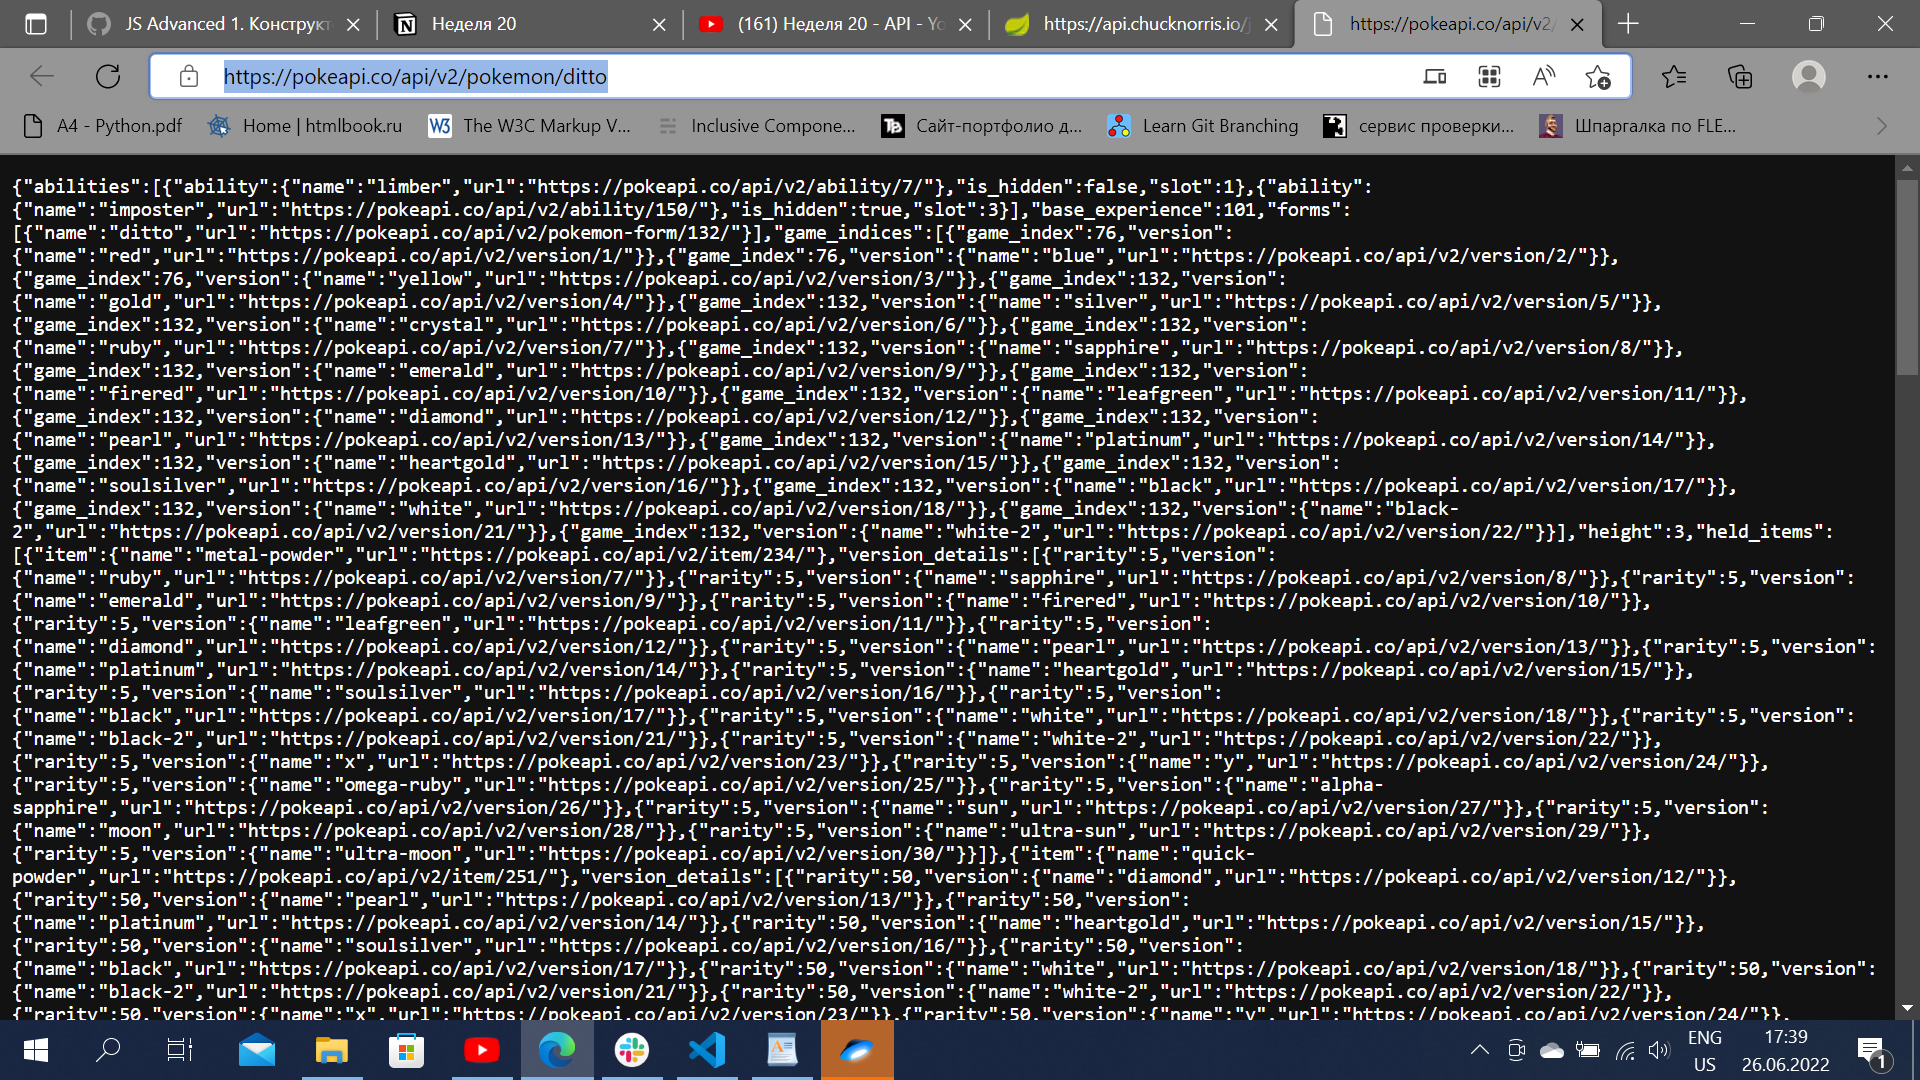 JS Advanced 1. Конструкт
Неделя 20
(161) Неделя 20 - API - Yo
https://api.chucknorris.io/j
https://pokeapi.co/api/v2/
https://pokeapi.co/api/v2/pokemon/ditto
A4 - Python.pdf
Home | htmlbook.ru
W3
The W3C Markup V...
Inclusive Compone...
Сайт-портфолио д...
Learn Git Branching
сервис проверки...
Шпаргалка по FLE...
{"abilities":[{"ability":{"name":"limber","url":"https://pokeapi.co/api/v2/ability/7/"},"is_hidden":false,"slot":1},{"ability":
{"name":"imposter","url":"https://pokeapi.co/api/v2/ability/150/"},"is_hidden":true,"slot":3}],"base_experience":101,"forms":
[{"name":"ditto","url":"https://pokeapi.co/api/v2/pokemon-form/132/"}],"game_indices":[{"game_index":76,"version":
{"name":"red","url":"https://pokeapi.co/api/v2/version/1/"}},{"game_index":76,"version":{"name":"blue","url":"https://pokeapi.co/api/v2/version/2/"}},
{"game_index":76,"version":{"name":"yellow","url":"https://pokeapi.co/api/v2/version/3/"}},{"game_index":132,"version":
{"name":"gold","url":"https://pokeapi.co/api/v2/version/4/"}},{"game_index":132,"version":{"name":"silver","url":"https://pokeapi.co/api/v2/version/5/"}},
{"game_index":132,"version":{"name":"crystal","url":"https://pokeapi.co/api/v2/version/6/"}},{"game_index":132,"version":
{"name":"ruby","url":"https://pokeapi.co/api/v2/version/7/"}},{"game_index":132,"version":{"name":"sapphire","url":"https://pokeapi.co/api/v2/version/8/"}},
{"game_index":132,"version":{"name":"emerald","url":"https://pokeapi.co/api/v2/version/9/"}},{"game_index":132,"version":
{"name":"firered","url":"https://pokeapi.co/api/v2/version/10/"}},{"game_index":132,"version":{"name":"leafgreen","url":"https://pokeapi.co/api/v2/version/11/"}},
{"game_index":132,"version":{"name":"diamond","url":"https://pokeapi.co/api/v2/version/12/"}},{"game_index":132,"version":
{"name":"pearl","url":"https://pokeapi.co/api/v2/version/13/"}},{"game_index":132,"version":{"name":"platinum","url":"https://pokeapi.co/api/v2/version/14/"}},
{"game_index":132,"version":{"name":"heartgold","url":"https://pokeapi.co/api/v2/version/15/"}},{"game_index":132,"version":
{"name":"soulsilver","url":"https://pokeapi.co/api/v2/version/16/"}},{"game_index":132,"version":{"name":"black","url":"https://pokeapi.co/api/v2/version/17/"}},
{"game_index":132,"version":{"name":"white","url":"https://pokeapi.co/api/v2/version/18/"}},{"game_index":132,"version":{"name":"black-
2","url":"https://pokeapi.co/api/v2/version/21/"}},{"game_index":132,"version":{"name":"white-2","url":"https://pokeapi.co/api/v2/version/22/"}}],"height":3,"held_items":
[{"item":{"name":"metal-powder","url":"https://pokeapi.co/api/v2/item/234/"},"version_details":[{"rarity":5,"version":
{"name":"ruby","url":"https://pokeapi.co/api/v2/version/7/"}},{"rarity":5,"version":{"name":"sapphire","url":"https://pokeapi.co/api/v2/version/8/"}},{"rarity":5,"version":
{"name":"emerald","url":"https://pokeapi.co/api/v2/version/9/"}},{"rarity":5,"version":{"name":"firered","url":"https://pokeapi.co/api/v2/version/10/"}},
{"rarity":5,"version":{"name":"leafgreen","url":"https://pokeapi.co/api/v2/version/11/"}},{"rarity":5,"version":
{"name":"diamond","url":"https://pokeapi.co/api/v2/version/12/"}},{"rarity":5,"version":{"name":"pearl","url":"https://pokeapi.co/api/v2/version/13/"}},{"rarity":5,"version":
{"name":"platinum","url":"https://pokeapi.co/api/v2/version/14/"}},{"rarity":5,"version":{"name":"heartgold","url":"https://pokeapi.co/api/v2/version/15/"}},
{"rarity":5,"version":{"name":"soulsilver","url":"https://pokeapi.co/api/v2/version/16/"}},{"rarity":5,"version":
{"name":"black","url":"https://pokeapi.co/api/v2/version/17/"}},{"rarity":5,"version":{"name":"white","url":"https://pokeapi.co/api/v2/version/18/"}},{"rarity":5,"version":
{"name":"black-2","url":"https://pokeapi.co/api/v2/version/21/"}},{"rarity":5,"version":{"name":"white-2","url":"https://pokeapi.co/api/v2/version/22/"}},
{"rarity":5,"version":{"name":"x","url":"https://pokeapi.co/api/v2/version/23/"}},{"rarity":5,"version":{"name":"y","url":"https://pokeapi.co/api/v2/version/24/"}},
{"rarity":5,"version":{"name":"omega-ruby","url":"https://pokeapi.co/api/v2/version/25/"}},{"rarity":5,"version":{"name":"alpha-
sapphire","url":"https://pokeapi.co/api/v2/version/26/"}},{"rarity":5,"version":{"name":"sun","url":"https://pokeapi.co/api/v2/version/27/"}},{"rarity":5,"version":
{"name":"moon","url":"https://pokeapi.co/api/v2/version/28/"}},{"rarity":5,"version":{"name":"ultra-sun","url":"https://pokeapi.co/api/v2/version/29/"}},
{"rarity":5,"version":{"name":"ultra-moon","url":"https://pokeapi.co/api/v2/version/30/"}}]},{"item":{"name":"quick-
powder","url":"https://pokeapi.co/api/v2/item/251/"},"version_details":[{"rarity":50,"version":{"name":"diamond","url":"https://pokeapi.co/api/v2/version/12/"}},
{"rarity":50,"version":{"name":"pearl","url":"https://pokeapi.co/api/v2/version/13/"}},{"rarity":50,"version":
{"name":"platinum","url":"https://pokeapi.co/api/v2/version/14/"}},{"rarity":50,"version":{"name":"heartgold","url":"https://pokeapi.co/api/v2/version/15/"}},
{"rarity":50,"version":{"name":"soulsilver","url":"https://pokeapi.co/api/v2/version/16/"}},{"rarity":50,"version":
{"name":"black","url":"https://pokeapi.co/api/v2/version/17/"}},{"rarity":50,"version":{"name":"white","url":"https://pokeapi.co/api/v2/version/18/"}},{"rarity":50,"version":
{"name":"black-2","url":"https://pokeapi.co/api/v2/version/21/"}},{"rarity":50,"version":{"name":"white-2","url":"https://pokeapi.co/api/v2/version/22/"}},
{"rarity":50,"version":{"name":"x","url":"https://pokeapi.co/api/v2/version/23/"}},{"rarity":50,"version":{"name":"y","url":"https://pokeapi.co/api/v2/version/24/"}},
ENG
US
17:39
26.06.2022
1